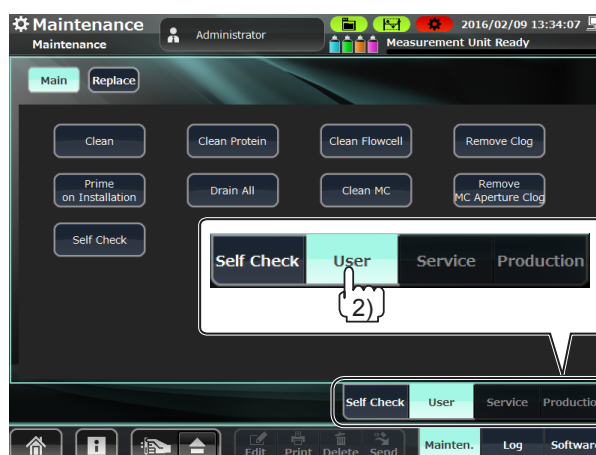 Maintenance
Maintenance
Administrator
2016/02/09 13:34:07
Measurement Unit Ready
Main
Replace
Clean
Clean Protein
Clean Flowcell
Remove Clog
Prime
on Installation
Drain All
Clean MC
Remove
MC Aperture Clog
Self Check
Self Check
User
Service
Production
2)
Self Check
User
Service
Productio
Edit
Print
Delete
Send
Mainten.
Log
Software